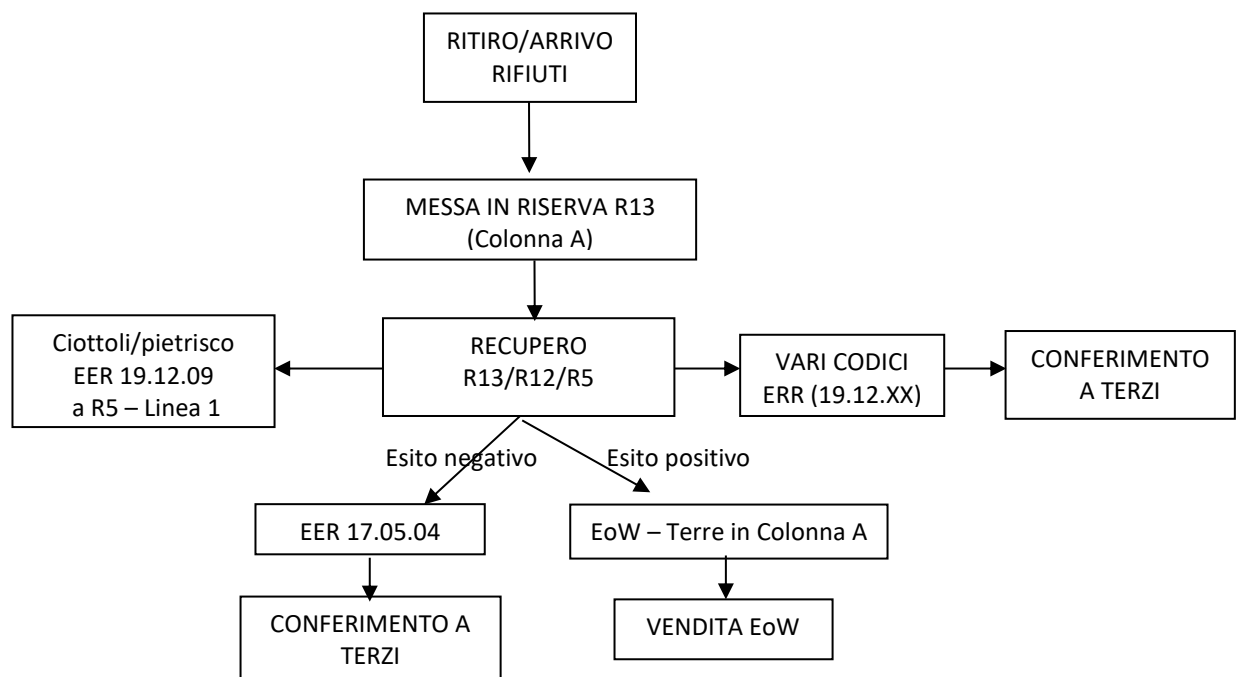 RITIRO/ARRIVO
RIFIUTI
MESSA IN RISERVA R13
(Colonna A)
Ciottoli/pietrisco
EER 19.12.09
a R5 – Linea 1
RECUPERO
R13/R12/R5
VARI CODICI
ERR (19.12.XX)
CONFERIMENTO
A TERZI
Esito negativo
Esito positivo
EER 17.05.04
EoW – Terre in Colonna A
CONFERIMENTO A
TERZI
VENDITA EoW